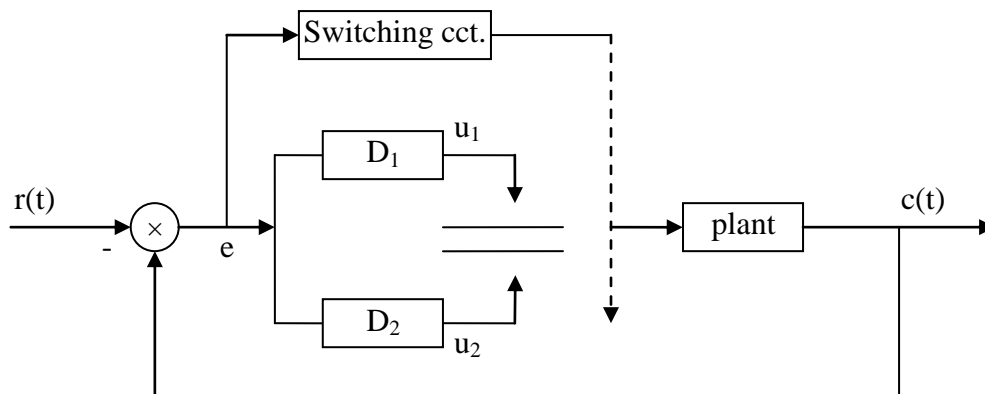 Switching cct.
u₁
D₁
r(t)
c(t)
×
plant
-
e
D₂
u₂